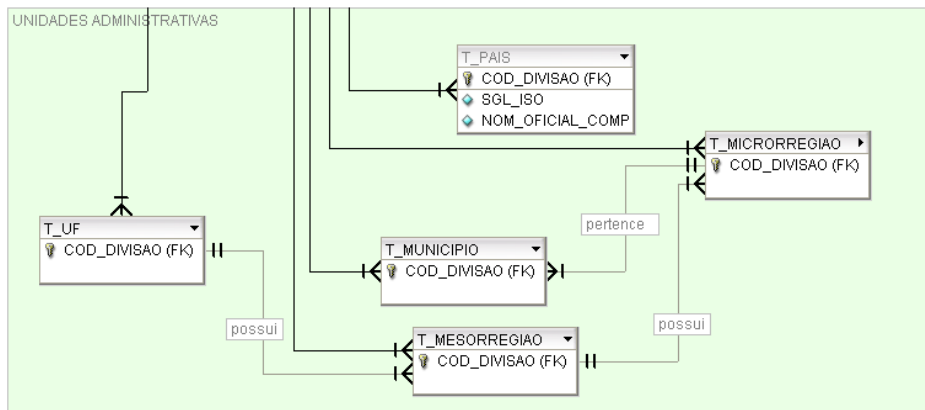 UNIDADES ADMINISTRATIVAS
T_PAIS
COD_DIVISAO (FK)
SGL_ISO
NOM_OFICIAL_COMP
T_MICRORREGIAO
COD_DIVISAO (FK)
pertence
T_UF
COD_DIVISAO (FK)
T_MUNICIPIO
COD_DIVISAO (FK)
possui
possui
T_MESORREGIAO
COD_DIVISAO (FK)